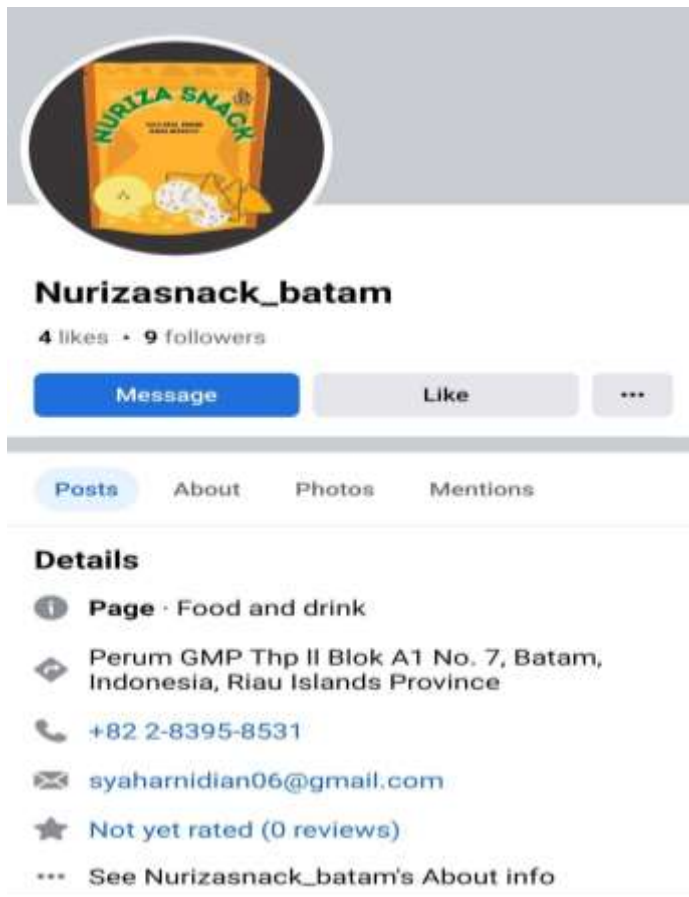 NURIZA SNACK
Nurizasnack_batam
4 likes · 9 followers
Message
Like
...
Posts
About
Photos
Mentions
Details
Page · Food and drink
Perum GMP Thp II Blok A1 No. 7, Batam,
Indonesia, Riau Islands Province
+82 2-8395-8531
syaharnidian06@gmail.com
Not yet rated (0 reviews)
... See Nurizasnack_batam's About info